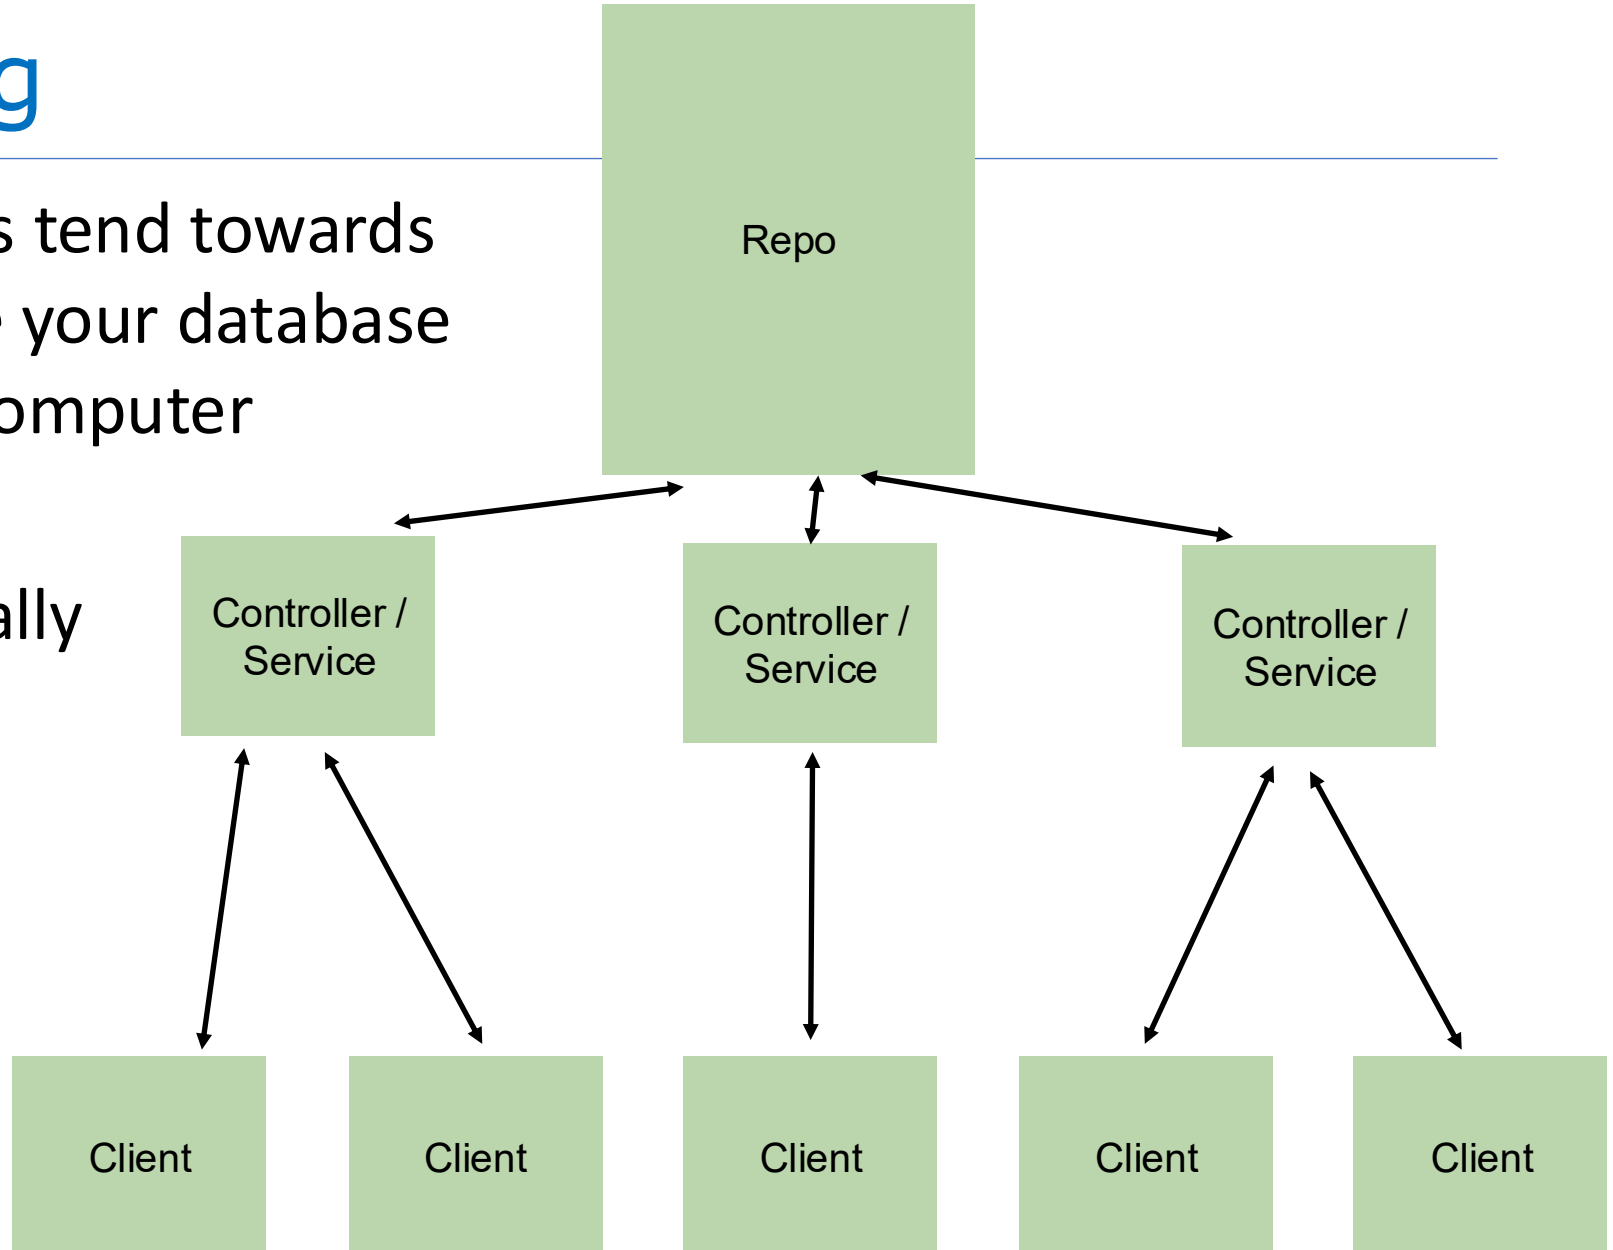 g
s tend towards
your database
omputer
ally
Repo
Controller /
Service
Controller /
Service
Controller /
Service
Client
Client
Client
Client
Client